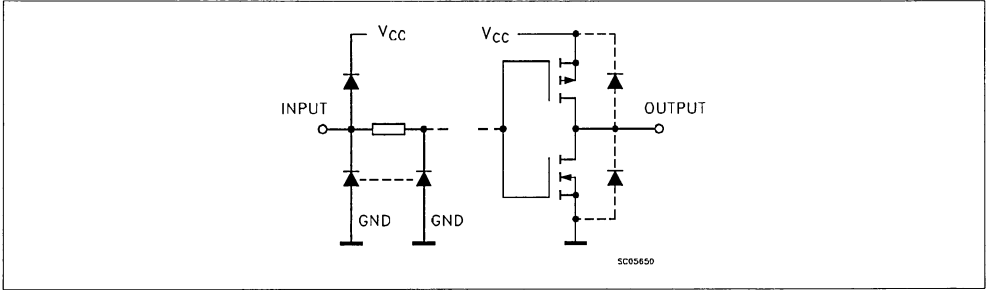 VCC
VCC
INPUT
OUTPUT
GND
GND
SC05650